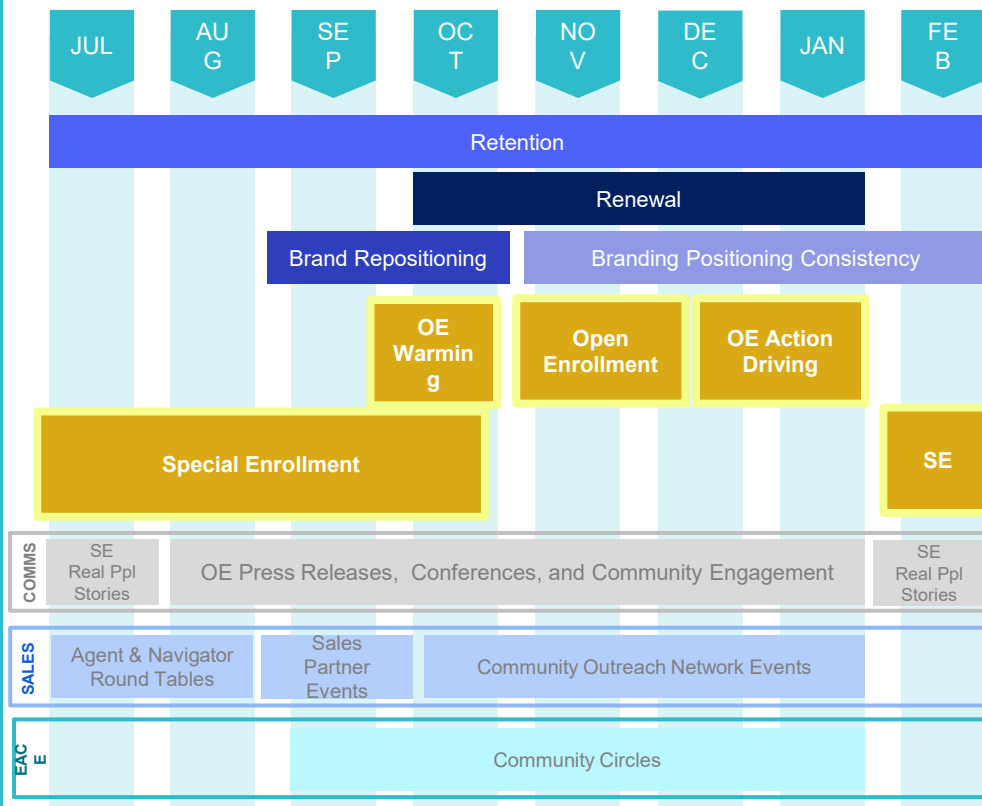 JUL
AU
G
SE
P
OC
T
NO
V
DE
C
JAN
FE
B
Retention
Renewal
Brand Repositioning
Branding Positioning Consistency
OE
Warmin
g
Open
Enrollment
OE Action
Driving
Special Enrollment
SE
COMMS
SE
Real Ppl
Stories
OE Press Releases, Conferences, and Community Engagement
SE
Real Ppl
Stories
SALES
Agent & Navigator
Round Tables
Sales
Partner
Events
Community Outreach Network Events
EAC
E
Community Circles